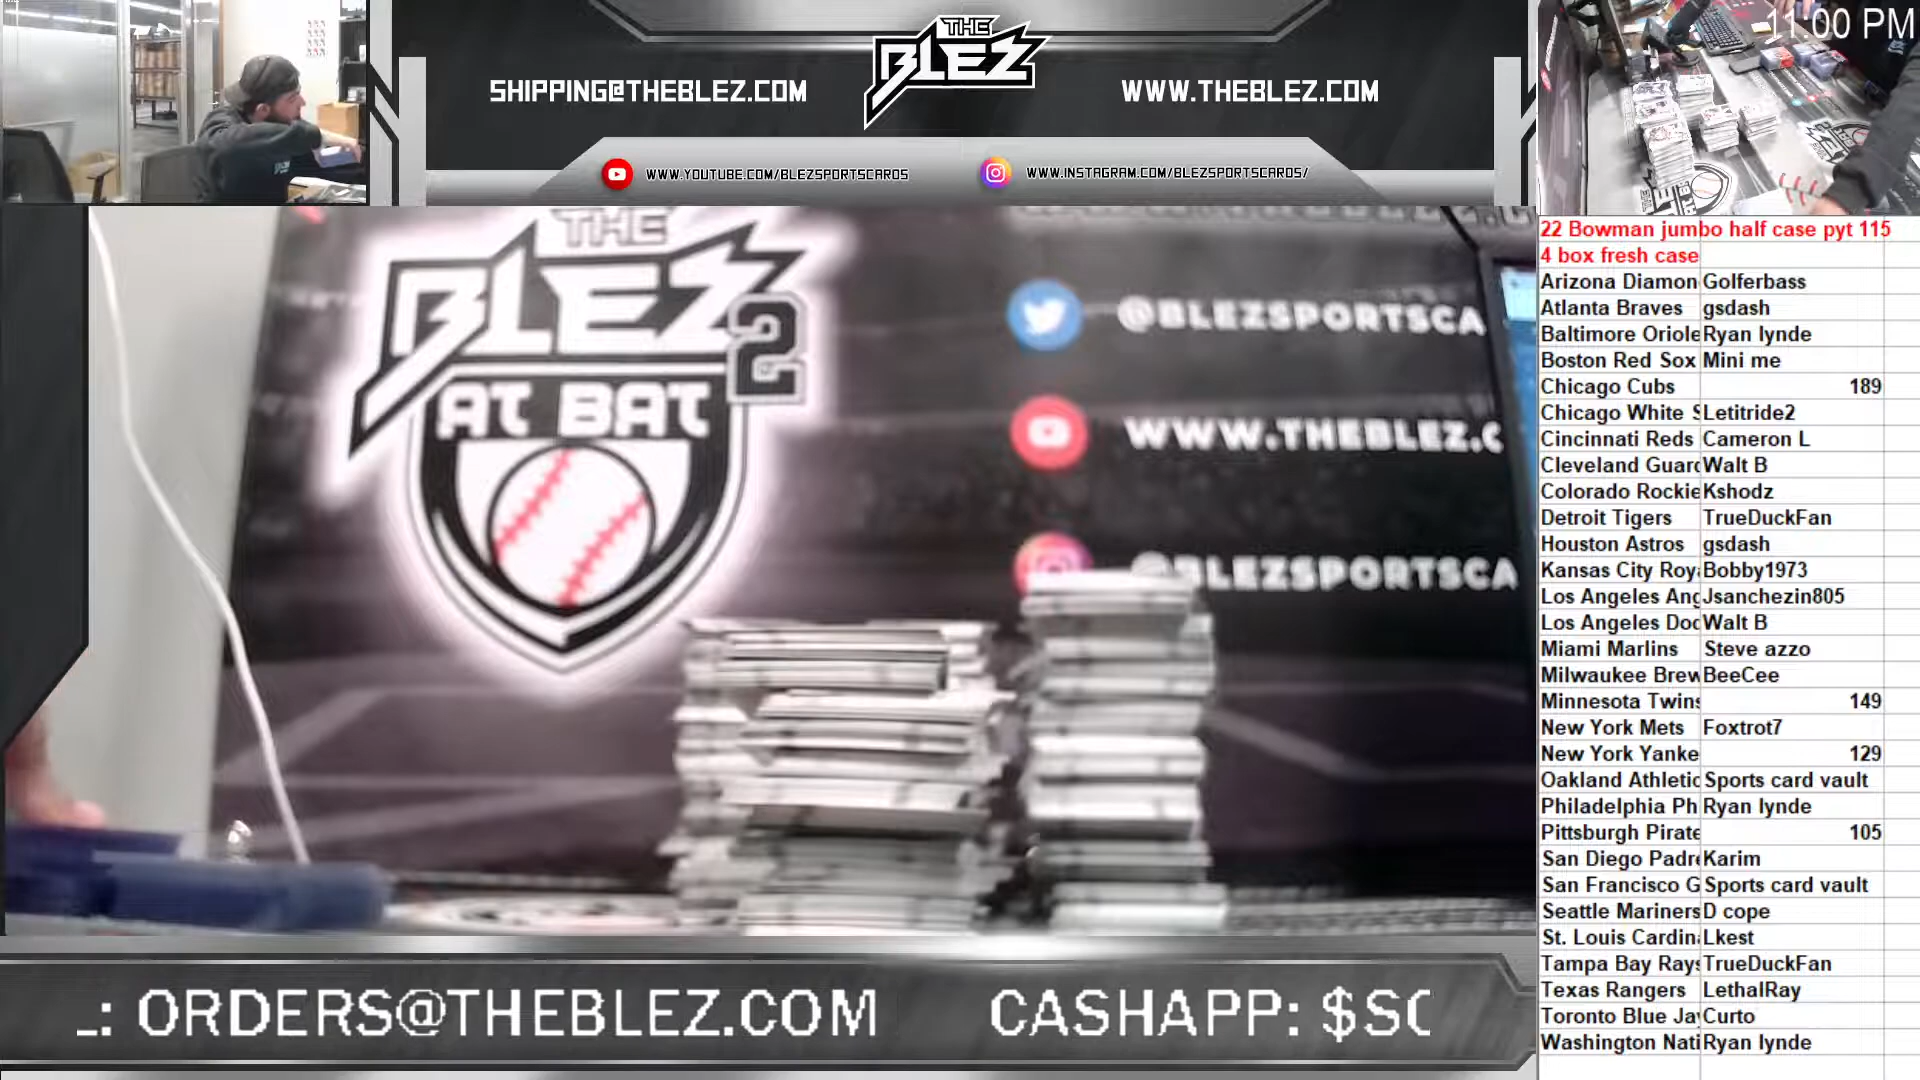 THE
BLEZ
SHIPPING@THEBLEZ.COM
WWW.THEBLEZ.COM
WWW.YOUTUBE.COM/BLEZSPORTSCARDS
WWW.INSTAGRAM.COM/BLEZSPORTSCARDS/
11:00 PM
THE
BLEZ
2
AT BAT
@BLEZSPORTSCA
WWW.THEBLEZ.C
@BLEZSPORTSCA
22 Bowman jumbo half case pyt 115
4 box fresh case
Arizona Diamon Golferbass
Atlanta Braves gsdash
Baltimore Oriole Ryan lynde
Boston Red Sox Mini me
Chicago Cubs 189
Chicago White S Letitride2
Cincinnati Reds Cameron L
Cleveland Guard Walt B
Colorado Rockie Kshodz
Detroit Tigers TrueDuckFan
Houston Astros gsdash
Kansas City Roya Bobby1973
Los Angeles Ang Jsanchezin805
Los Angeles Dod Walt B
Miami Marlins Steve azzo
Milwaukee Brew BeeCee
Minnesota Twins 149
New York Mets Foxtrot7
New York Yanke 129
Oakland Athletic Sports card vault
Philadelphia Ph Ryan lynde
Pittsburgh Pirate 105
San Diego Padre Karim
San Francisco G Sports card vault
Seattle Mariners D cope
St. Louis Cardina Lkest
Tampa Bay Rays TrueDuckFan
Texas Rangers LethalRay
Toronto Blue Jay Curto
Washington Nati Ryan lynde
.: ORDERS@THEBLEZ.COM CASHAPP: $SC